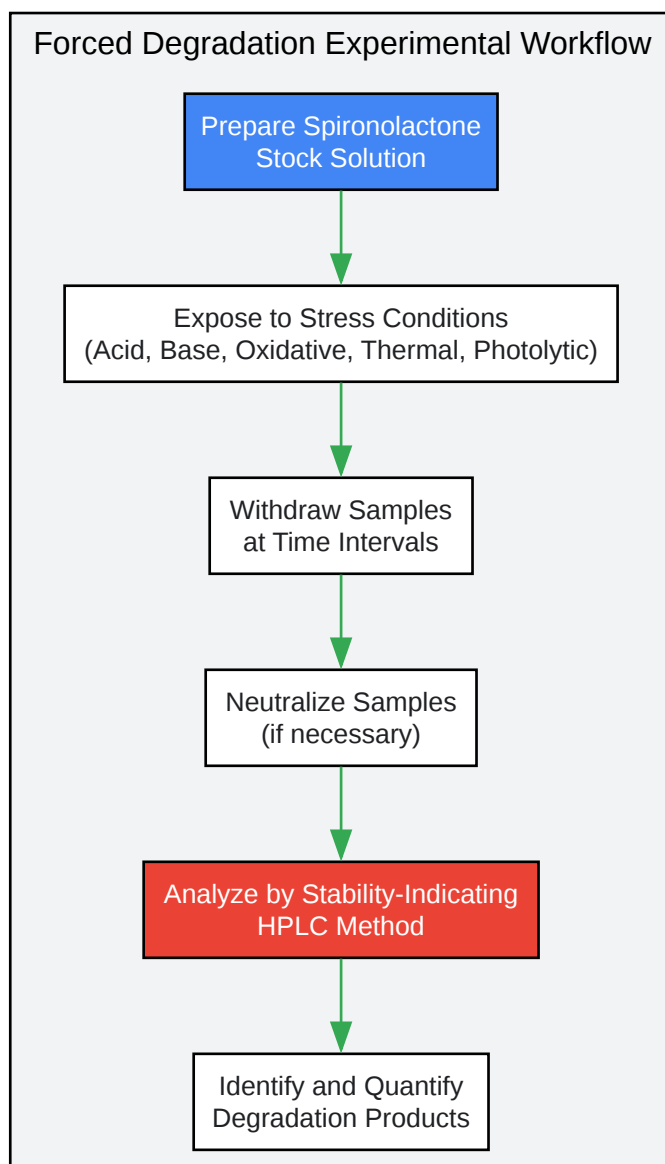 Forced Degradation Experimental Workflow
Prepare Spironolactone
Stock Solution
Expose to Stress Conditions
(Acid, Base, Oxidative, Thermal, Photolytic)
Withdraw Samples
at Time Intervals
Neutralize Samples
(if necessary)
Analyze by Stability-Indicating
HPLC Method
Identify and Quantify
Degradation Products